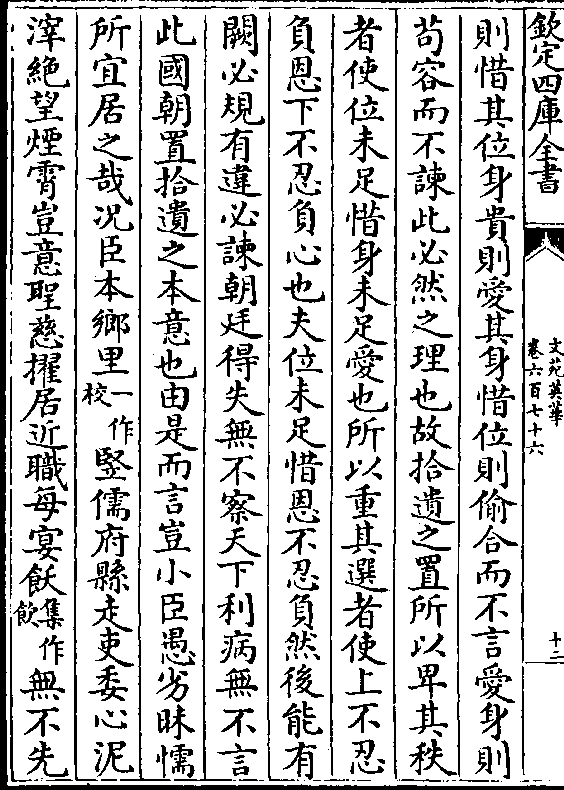 欽定四庫全書
文苑英華
卷六百七十六
十三
則惜其位身貴則愛其身惜位則偷合而不言愛身則
苟容而不諫此必然之理也故拾遺之置所以卑其秩
者使位未足惜身未足愛也所以重其選者使上不忍
負恩下不忍負心也夫位未足惜恩不忍負然後能有
闕必規有違必諫朝廷得失無不察天下利病無不言
此國朝置拾遺之本意也由是而言豈小臣愚劣昧懦
所宜居之哉況臣本鄉里一作校竪儒府縣走吏委心泥
滓絶望煙霄豈意聖慈擢居近職每宴飫集作飲無不先